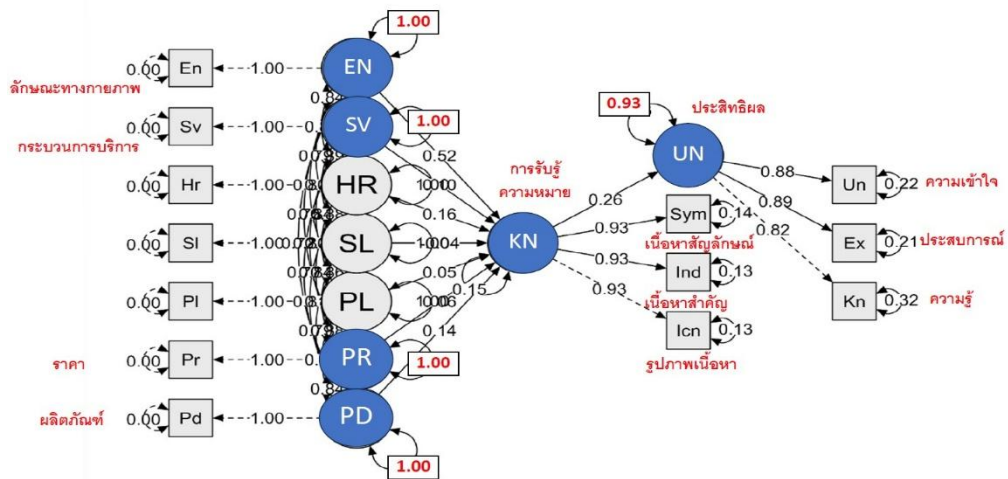 1.00
0.00
En
1.00
EN
ลักษณะทางกายภาพ
0.84
0.93
ประสิทธิผล
0.00
Sv
1.00
SV
1.00
UN
กระบวนการบริการ
0.52
การรับรู้
ความหมาย
0.88
Un
0.22
ความเข้าใจ
0.00
Hr
1.00
HR
0.16
0.26
Sym
0.14
0.89
0.93
0.82
เนื้อหาสัญลักษณ์
0.00
Sl
1.00
SL
KN
Ex
0.21
ประสบการณ์
0.93
Ind
0.13
0.05
0.15
0.00
Pl
1.00
PL
เนื้อหาสำคัญ
Kn
0.32
ความรู้
0.93
0.14
Icn
0.13
ราคา
0.00
Pr
1.00
PR
1.00
รูปภาพเนื้อหา
0.84
ผลิตภัณฑ์
0.00
Pd
1.00
PD
1.00